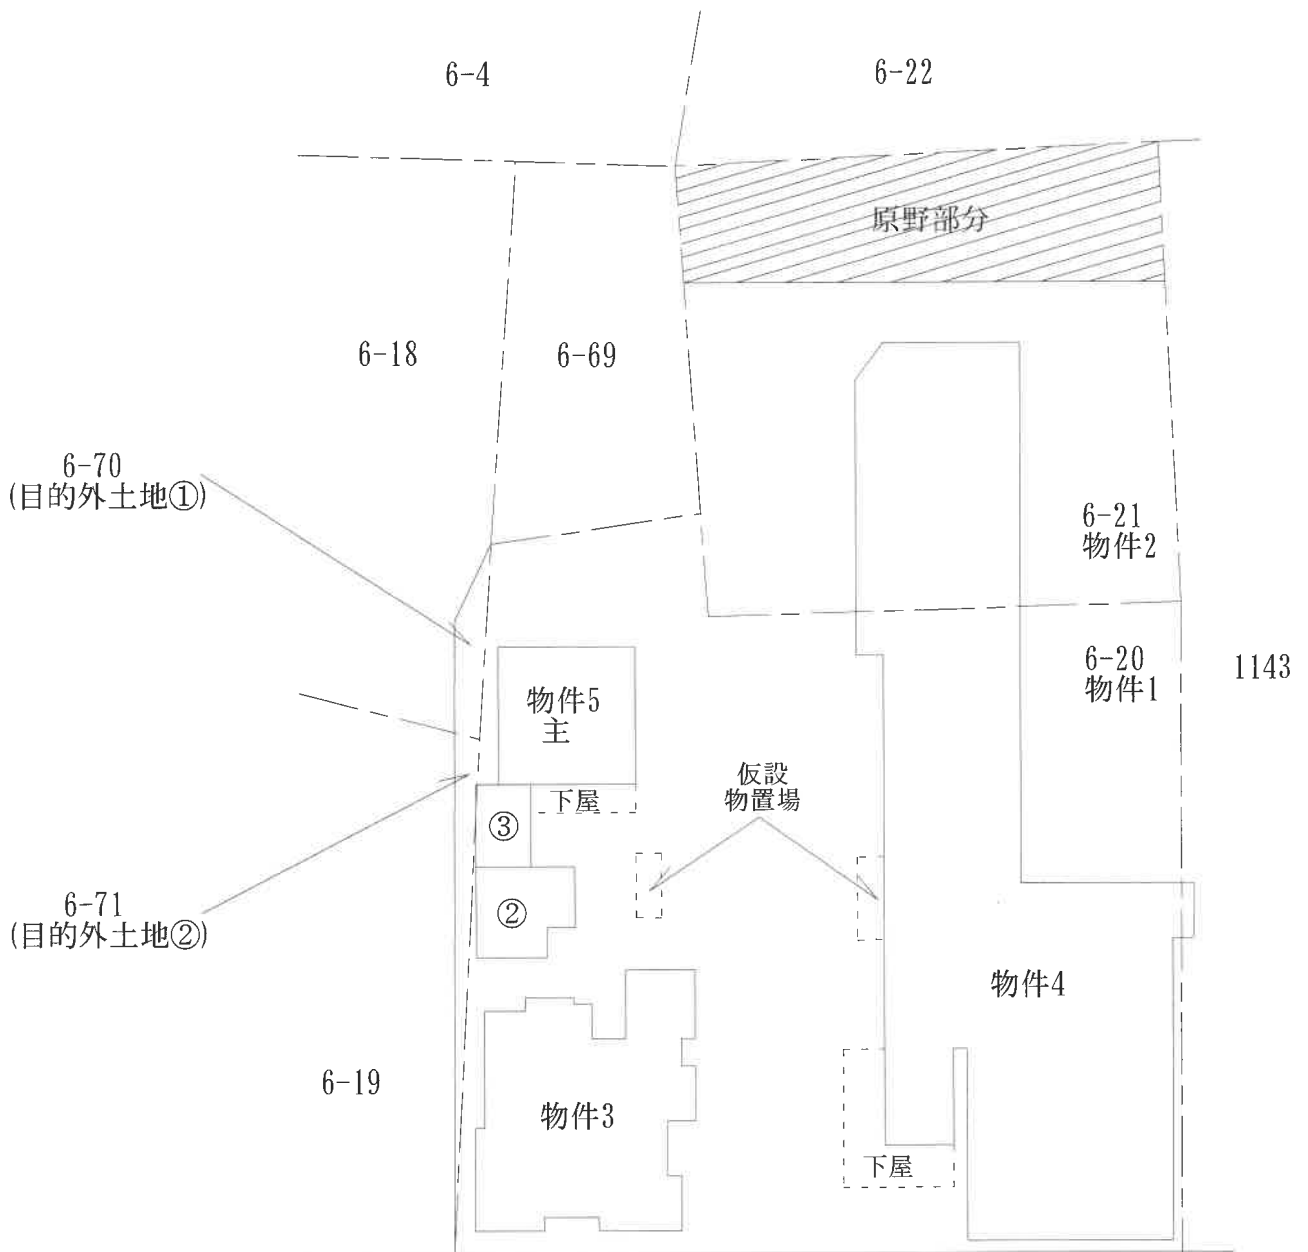 6-4
6-22
原野部分
6-18
6-69
6-70
(目的外土地①)
6-21
物件2
6-20
物件1
1143
物件5
主
仮設
物置場
下屋
③
②
6-71
(目的外土地②)
物件4
6-19
物件3
下屋